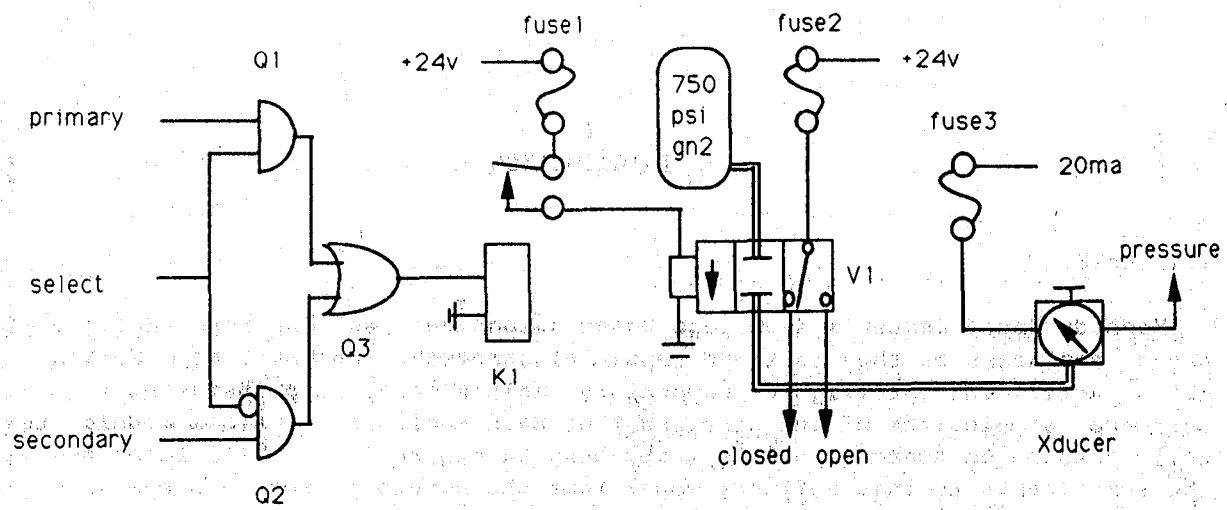 fuse1
fuse2
Q1
+24v
750
psi
gn2
+24v
primary
fuse3
20ma
pressure
select
V1
Q3
K1
secondary
closed
open
Xducer
Q2